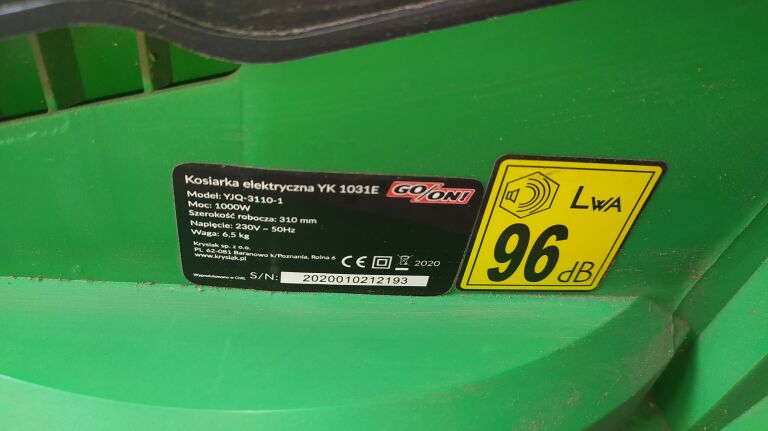 Kosiarka elektryczna YK 1031E
GO/ON!
Model: YJQ-3110-1
Moc: 1000W
Szerokość robocza: 310 mm
Napięcie: 230V ~ 50Hz
Waga: 6,5 kg
Krysiak sp. z o.o.
PL 62-081 Baranowo k/Poznania, Rolna 6
www.krysiak.pl
CE 2020
Wyprodukowano w ChRL
S/N: 2020010212193
LWA
96 dB